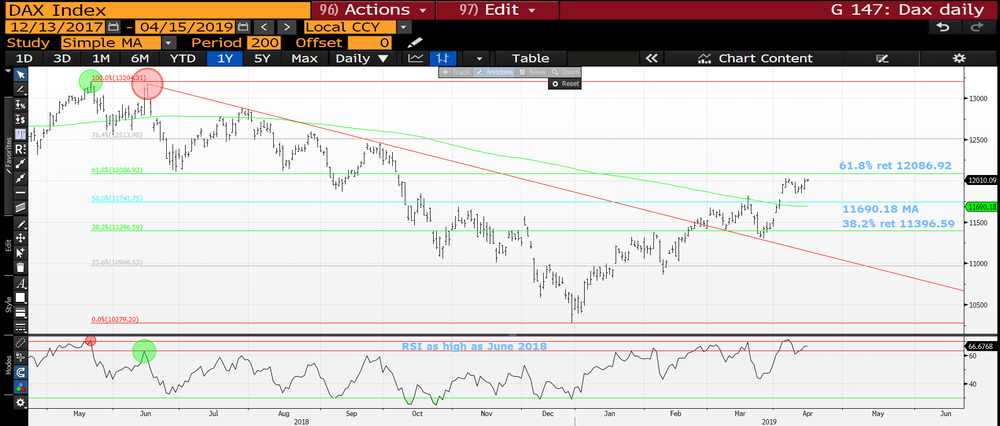 DAX Index 96) Actions 97) Edit G 147: Dax daily
12/13/2017 - 04/15/2019 < > Local CCY
Study Simple MA Period 200 Offset 0
1D 3D 1M 6M YTD 1Y 5Y Max Daily Table Chart Content
Track Annotate News Zoom
Reset
100.0%(13204.31)
13000
76.4%(12513.98)
12500
61.8% ret 12086.92
61.8%(12086.92)
12010.09
50.0%(11741.75)
11690.18
11690.18 MA
38.2% ret 11396.59
11500
38.2%(11396.59)
23.6%(10969.53)
11000
10500
0.0%(10279.20)
RSI as high as June 2018
66.6768
60
40
May Jun Jul Aug Sep Oct Nov Dec Jan Feb Mar Apr May Jun
2018 2019
Favorites
Edit
Style
Modes